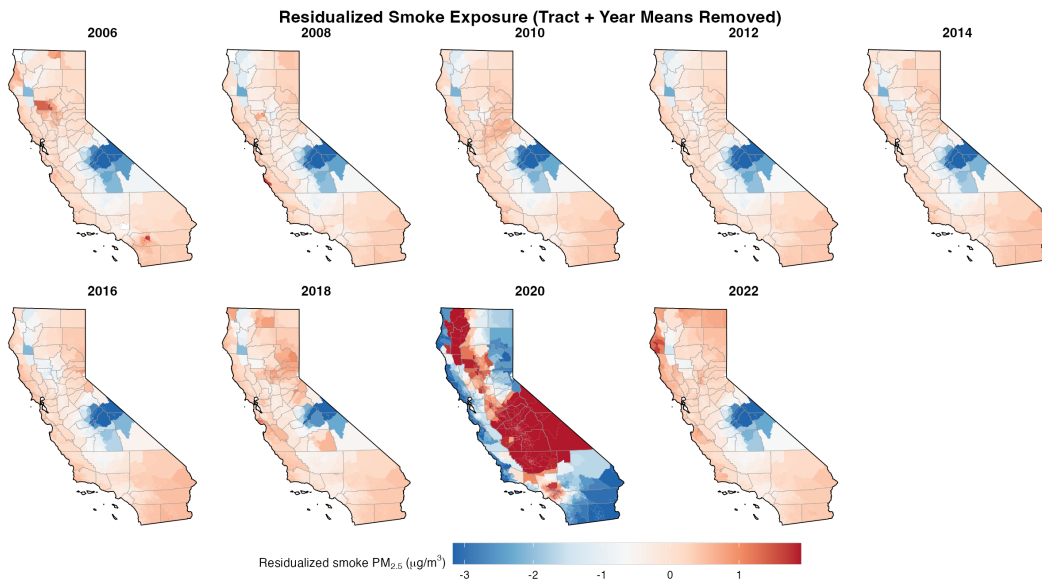 Residualized Smoke Exposure (Tract + Year Means Removed)
2006 2008 2010 2012 2014
2016 2018 2020 2022
Residualized smoke PM₂.₅ (μg/m³)
-3 -2 -1 0 1